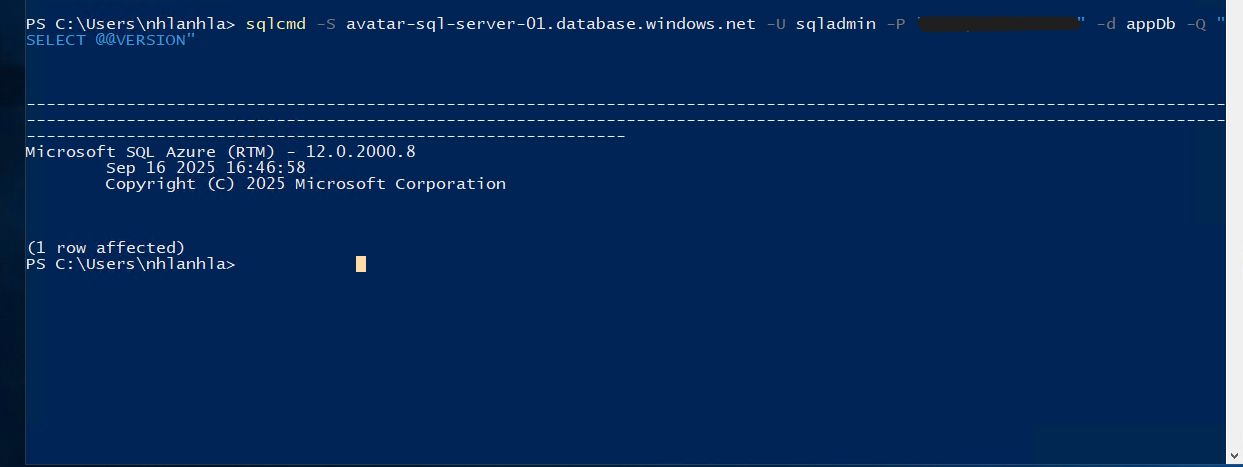 PS C:\Users\nhlanhla> sqlcmd -S avatar-sql-server-01.database.windows.net -U sqladmin -P " " -d appDb -Q "
SELECT @@VERSION"
------------------------------------------------------------------------------------------------------------------------
------------------------------------------------------------------------------------------------------------------------
------------------------------------------------------------
Microsoft SQL Azure (RTM) - 12.0.2000.8
Sep 16 2025 16:46:58
Copyright (C) 2025 Microsoft Corporation
(1 row affected)
PS C:\Users\nhlanhla>